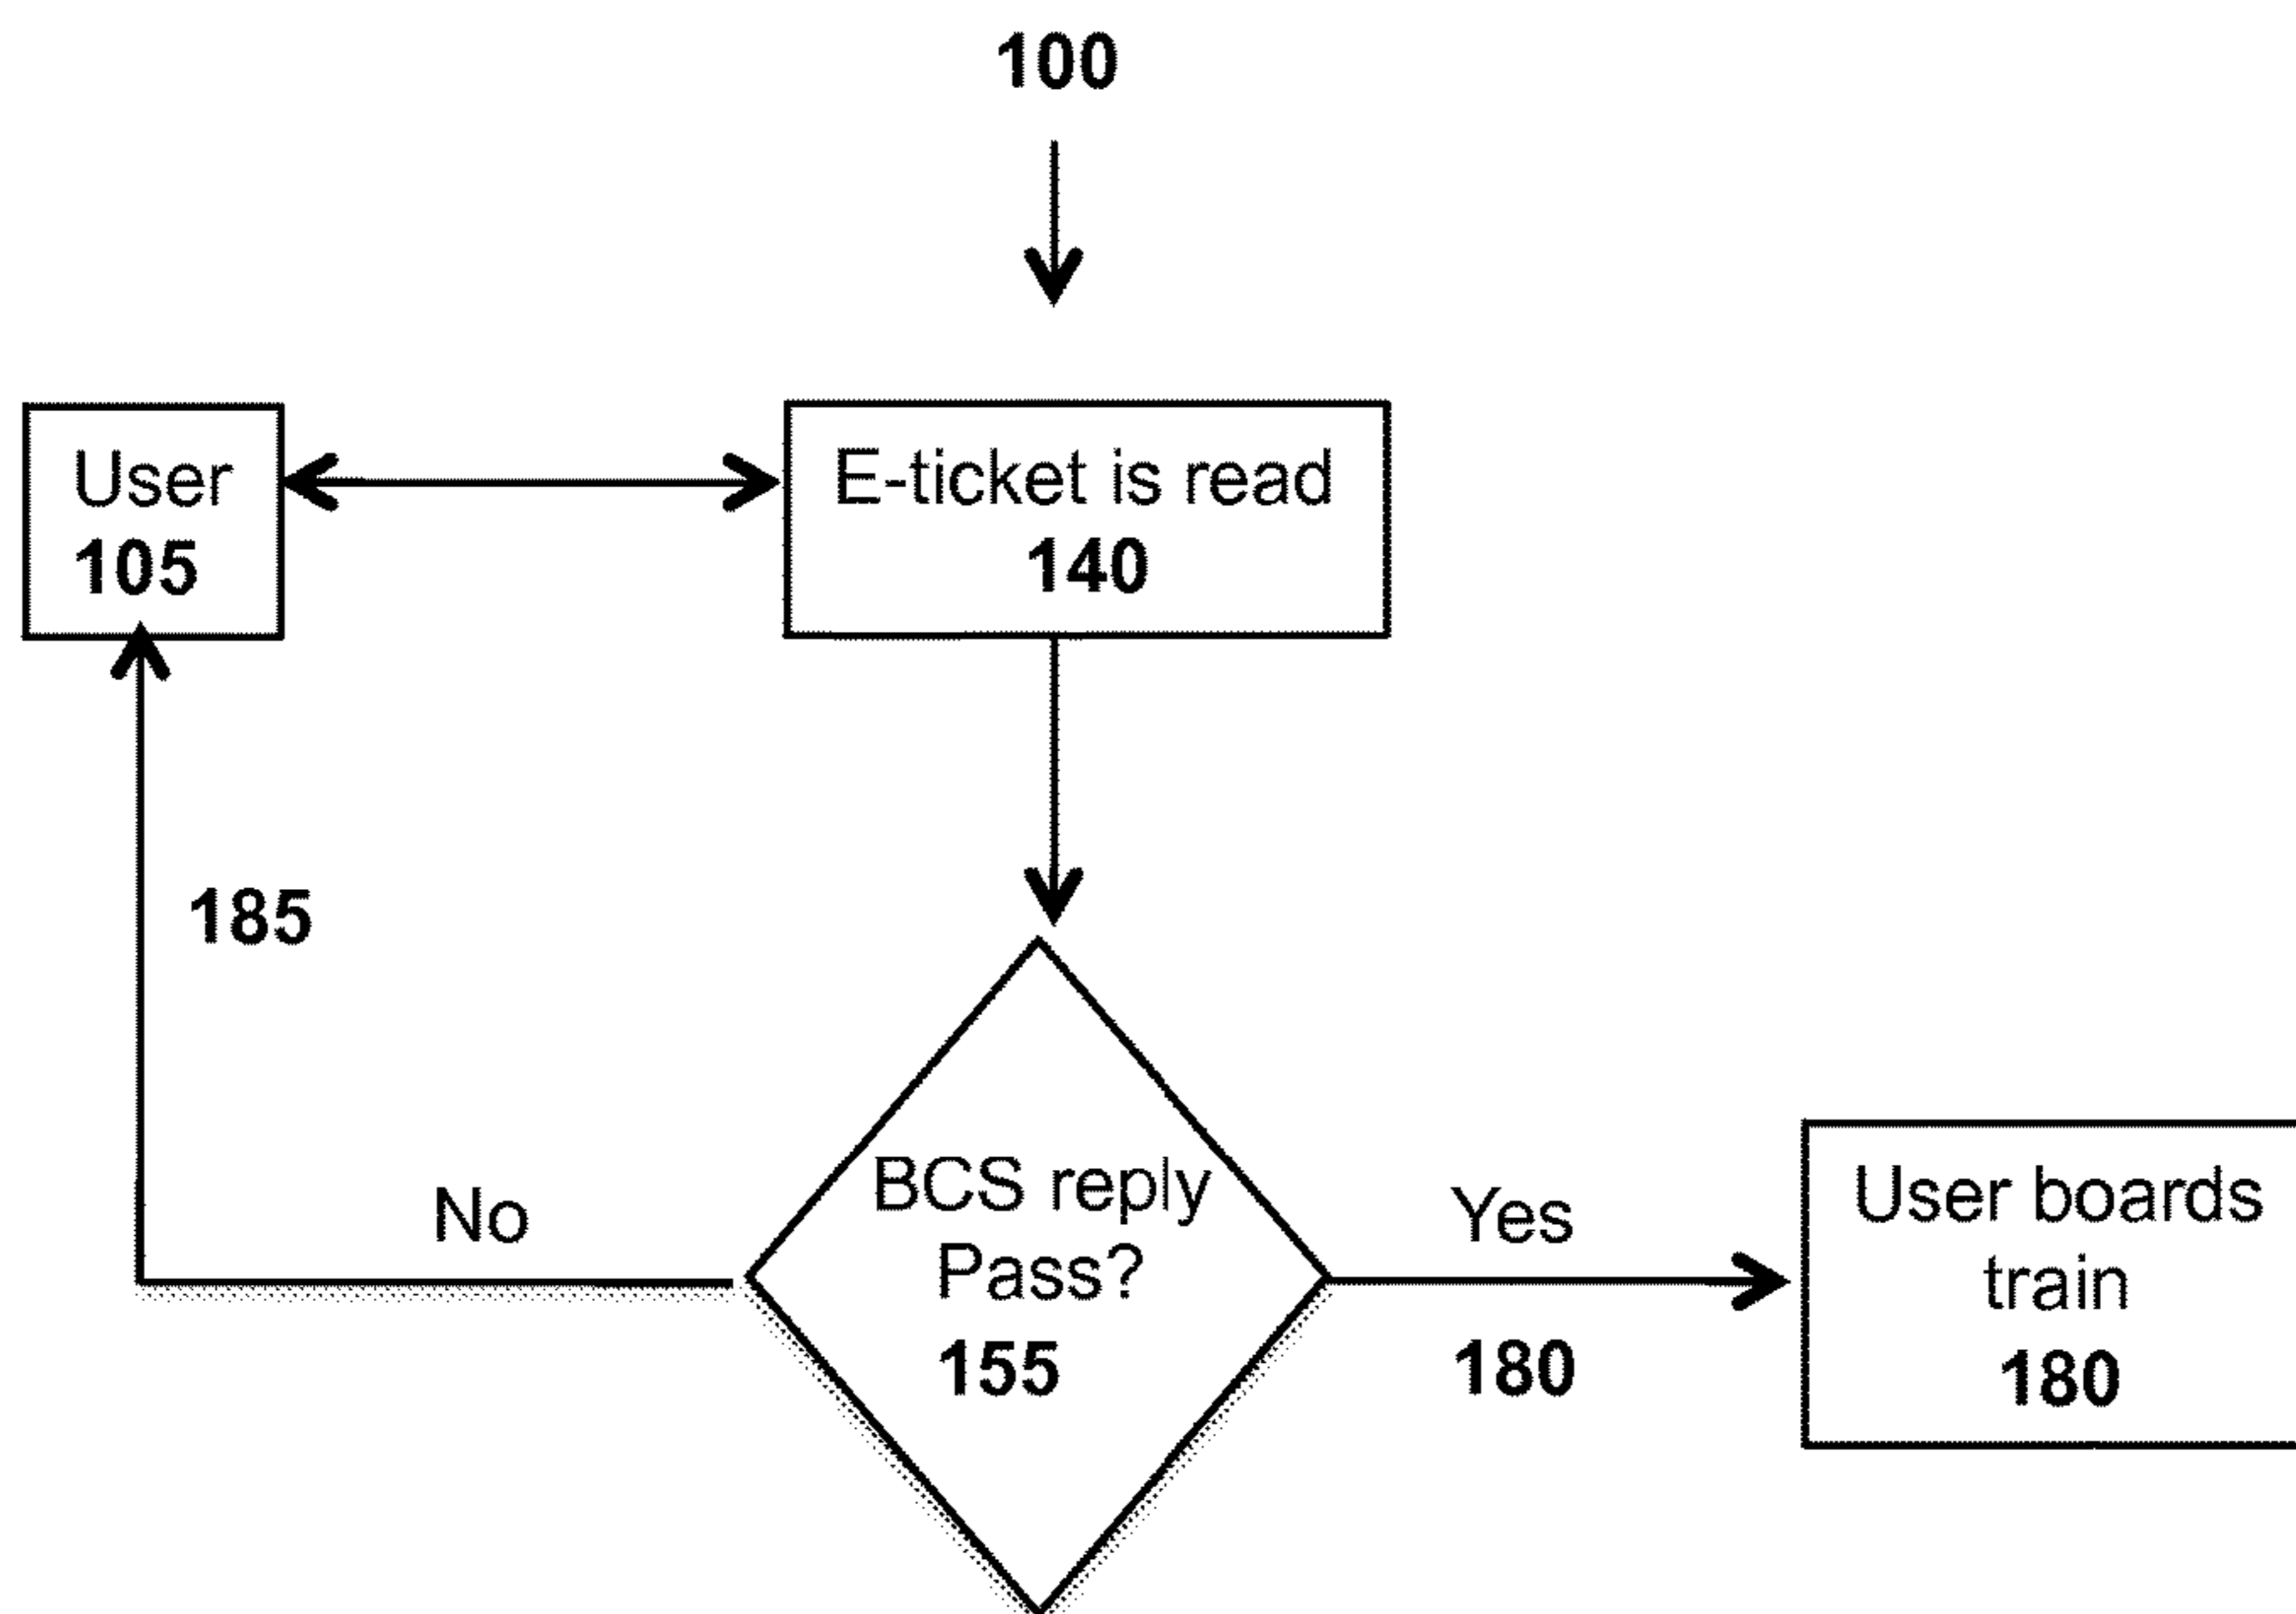 100
User
105
E-ticket is read
140
185
No
BCS reply
Pass?
155
Yes
180
User boards
train
180